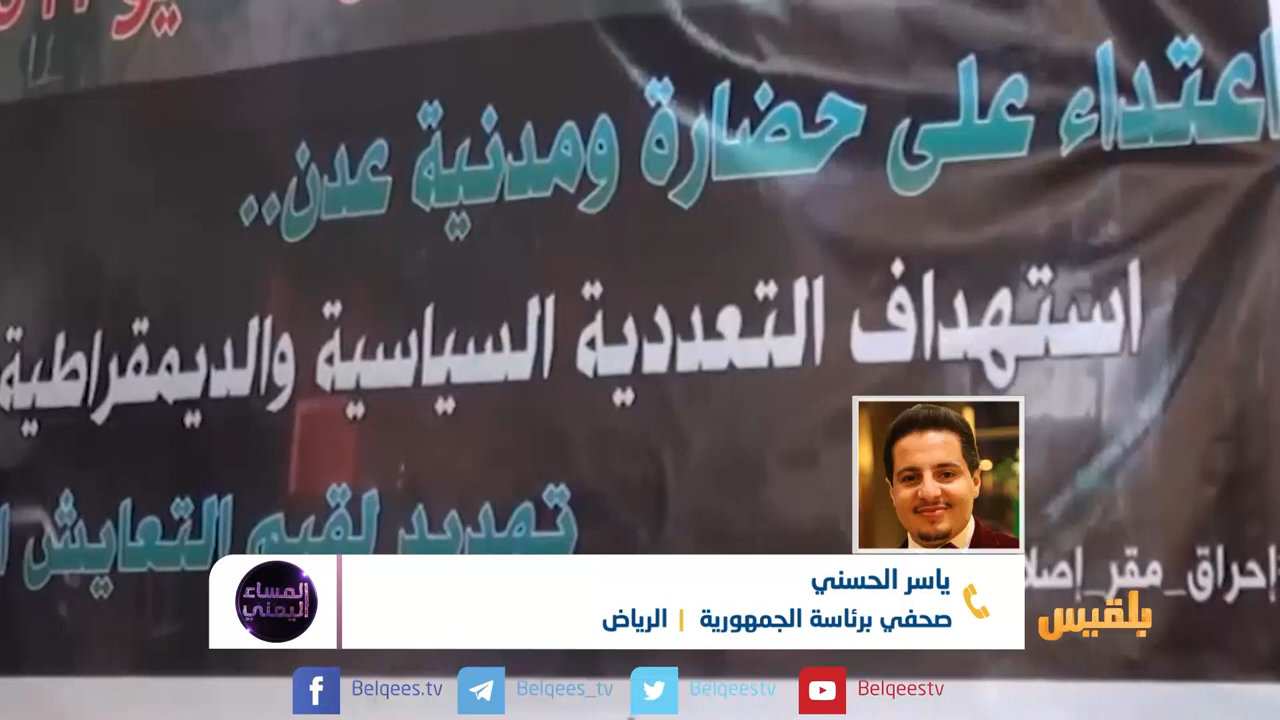 اعتداء على حضارة ومدنية عدن..
استهداف التعددية السياسية والديمقراطية
تهديد لقيم التعايش
إحراق_مقر_إصلا
ياسر الحسني
صحفي برئاسة الجمهورية | الرياض
المساء اليمني
بلقيس
Belqees.tv
Belqees_tv
Belqeestv
Belqeestv